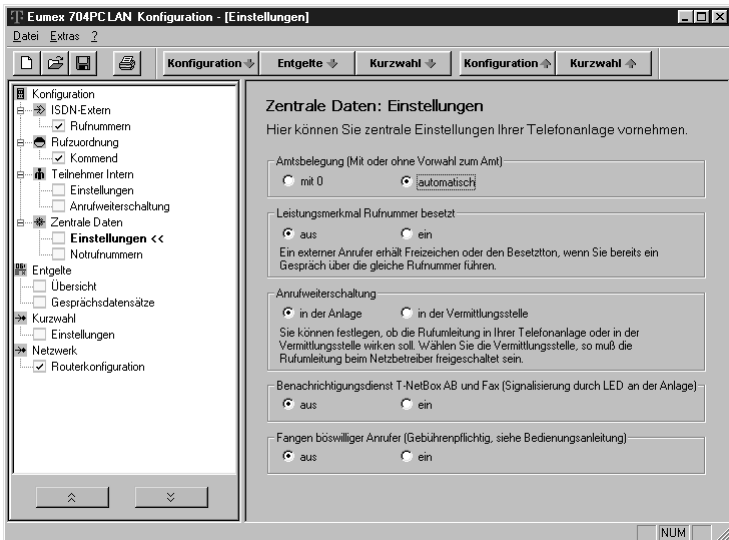 Eumex 704PC LAN Konfiguration - [Einstellungen]
Datei Extras ?
Konfiguration Entgelte Kurzwahl Konfiguration Kurzwahl
Konfiguration
ISDN-Extern
Rufnummern
Rufzuordnung
Kommend
Teilnehmer Intern
Einstellungen
Anrufweiterschaltung
Zentrale Daten
Einstellungen <<
Notrufnummern
Entgelte
Übersicht
Gesprächsdatensätze
Kurzwahl
Einstellungen
Netzwerk
Routerkonfiguration
Zentrale Daten: Einstellungen
Hier können Sie zentrale Einstellungen Ihrer Telefonanlage vornehmen.
Amtsbelegung (Mit oder ohne Vorwahl zum Amt)
mit 0 automatisch
Leistungsmerkmal Rufnummer besetzt
aus ein
Ein externer Anrufer erhält Freizeichen oder den Besetztton, wenn Sie bereits ein
Gespräch über die gleiche Rufnummer führen.
Anrufweiterschaltung
in der Anlage in der Vermittlungsstelle
Sie können festlegen, ob die Rufumleitung in Ihrer Telefonanlage oder in der
Vermittlungsstelle wirken soll. Wählen Sie die Vermittlungsstelle, so muß die
Rufumleitung beim Netzbetreiber freigeschaltet sein.
Benachrichtigungsdienst T-NetBox AB und Fax (Signalisierung durch LED an der Anlage)
aus ein
Fangen böswilliger Anrufer (Gebührenpflichtig, siehe Bedienungsanleitung)
aus ein
NUM